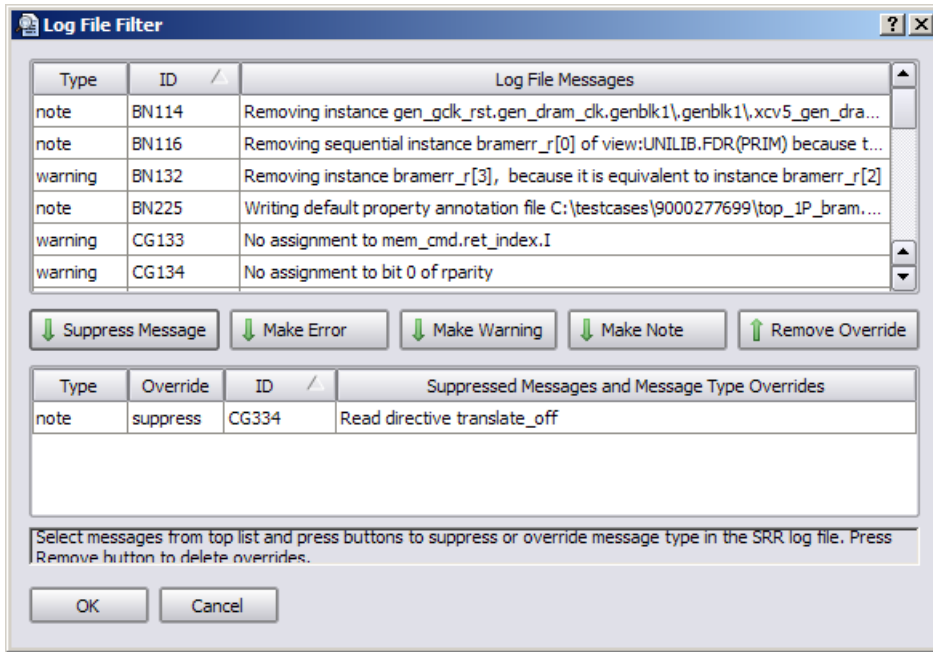 Log File Filter
Type ID Log File Messages
note BN114 Removing instance gen_gclk_rst.gen_dram_clk.genblk1\.genblk1\.xcv5_gen_dra...
note BN116 Removing sequential instance bramerr_r[0] of view:UNILIB.FDR(PRIM) because t...
warning BN132 Removing instance bramerr_r[3], because it is equivalent to instance bramerr_r[2]
note BN225 Writing default property annotation file C:\testcases\9000277699\top_1P_bram....
warning CG133 No assignment to mem_cmd.ret_index.I
warning CG134 No assignment to bit 0 of rparity
Suppress Message Make Error Make Warning Make Note Remove Override
Type Override ID Suppressed Messages and Message Type Overrides
note suppress CG334 Read directive translate_off
Select messages from top list and press buttons to suppress or override message type in the SRR log file. Press
Remove button to delete overrides.
OK Cancel